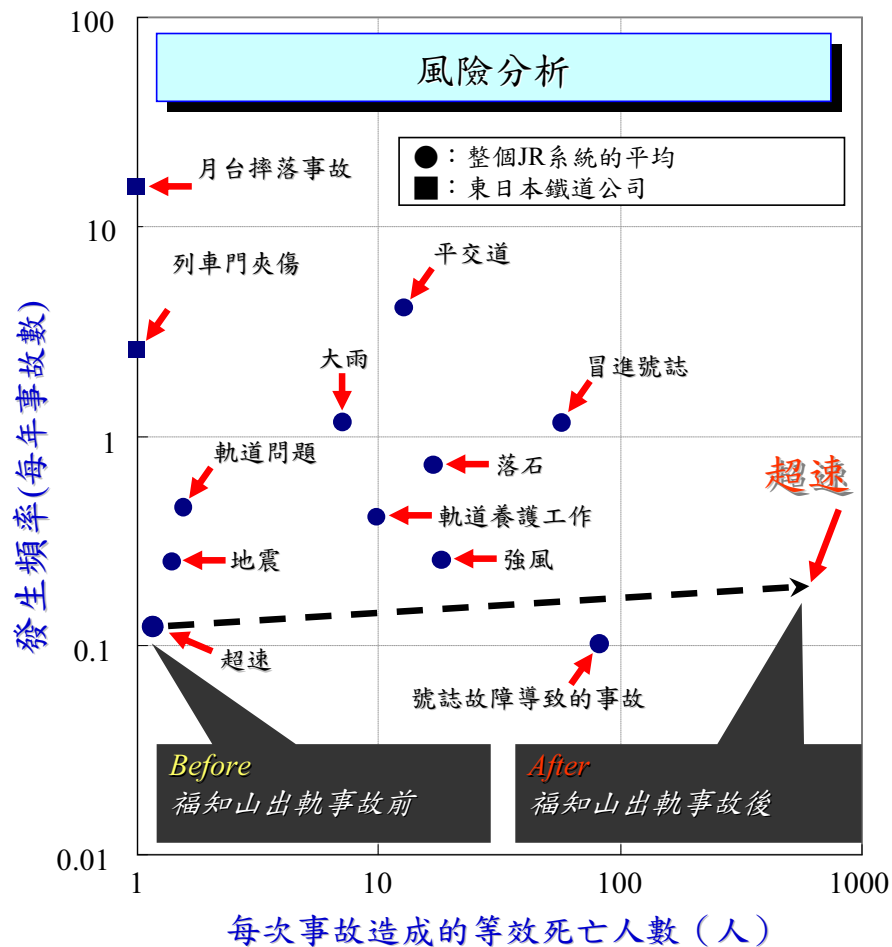 風險分析
●：整個JR系統的平均
■：東日本鐵道公司
100
10
1
0.1
0.01
發生頻率(每年事故數)
月台摔落事故
列車門夾傷
平交道
大雨
冒進號誌
軌道問題
落石
超速
軌道養護工作
地震
強風
超速
號誌故障導致的事故
Before
福知山出軌事故前
After
福知山出軌事故後
1
10
100
1000
每次事故造成的等效死亡人數（人）